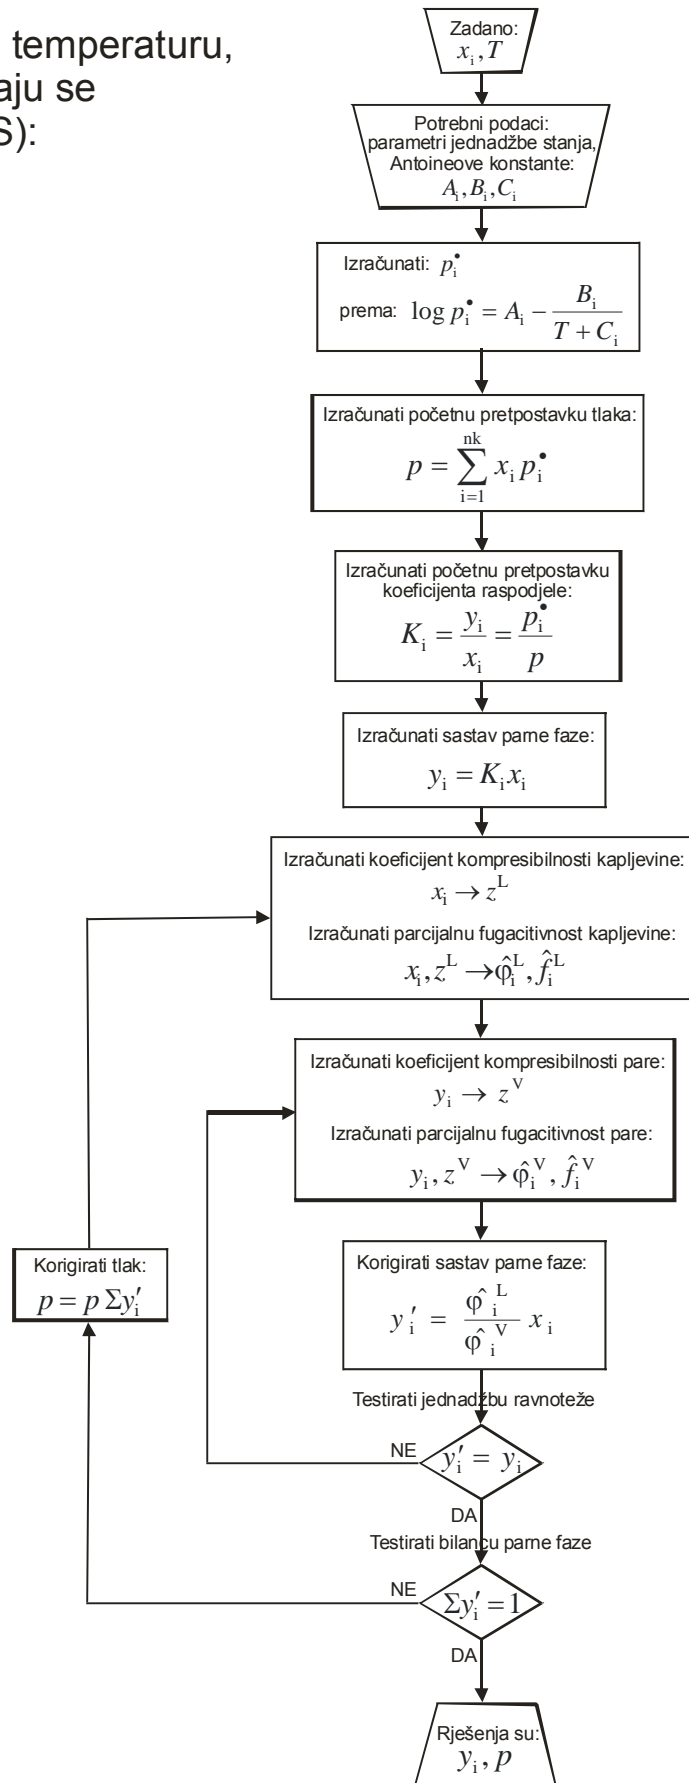 temperaturu,
aju se
S):
Zadano:
x_i, T
Potrebni podaci:
parametri jednadžbe stanja,
Antoineove konstante:
A_i, B_i, C_i
Izračunati: p_i^•
prema: log p_i^• = A_i − B_i / (T + C_i)
Izračunati početnu pretpostavku tlaka:
p = ∑_{i=1}^{nk} x_i p_i^•
Izračunati početnu pretpostavku
koeficijenta raspodjele:
K_i = y_i / x_i = p_i^• / p
Izračunati sastav parne faze:
y_i = K_i x_i
Izračunati koeficijent kompresibilnosti kapljevine:
x_i → z^L
Izračunati parcijalnu fugacitivnost kapljevine:
x_i, z^L → φ̂_i^L, f̂_i^L
Izračunati koeficijent kompresibilnosti pare:
y_i → z^V
Izračunati parcijalnu fugacitivnost pare:
y_i, z^V → φ̂_i^V, f̂_i^V
Korigirati tlak:
p = p Σy_i′
Korigirati sastav parne faze:
y_i′ = φ̂_i^L / φ̂_i^V x_i
Testirati jednadžbu ravnoteže
NE
y_i′ = y_i
DA
Testirati bilancu parne faze
NE
Σy_i′ = 1
DA
Rješenja su:
y_i, p